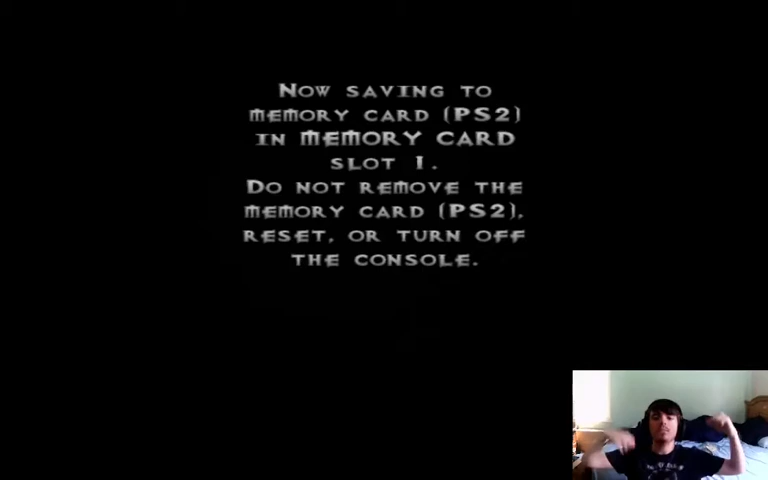 Now saving to
memory card (PS2)
in MEMORY CARD
slot 1.
Do not remove the
memory card (PS2),
reset, or turn off
the console.